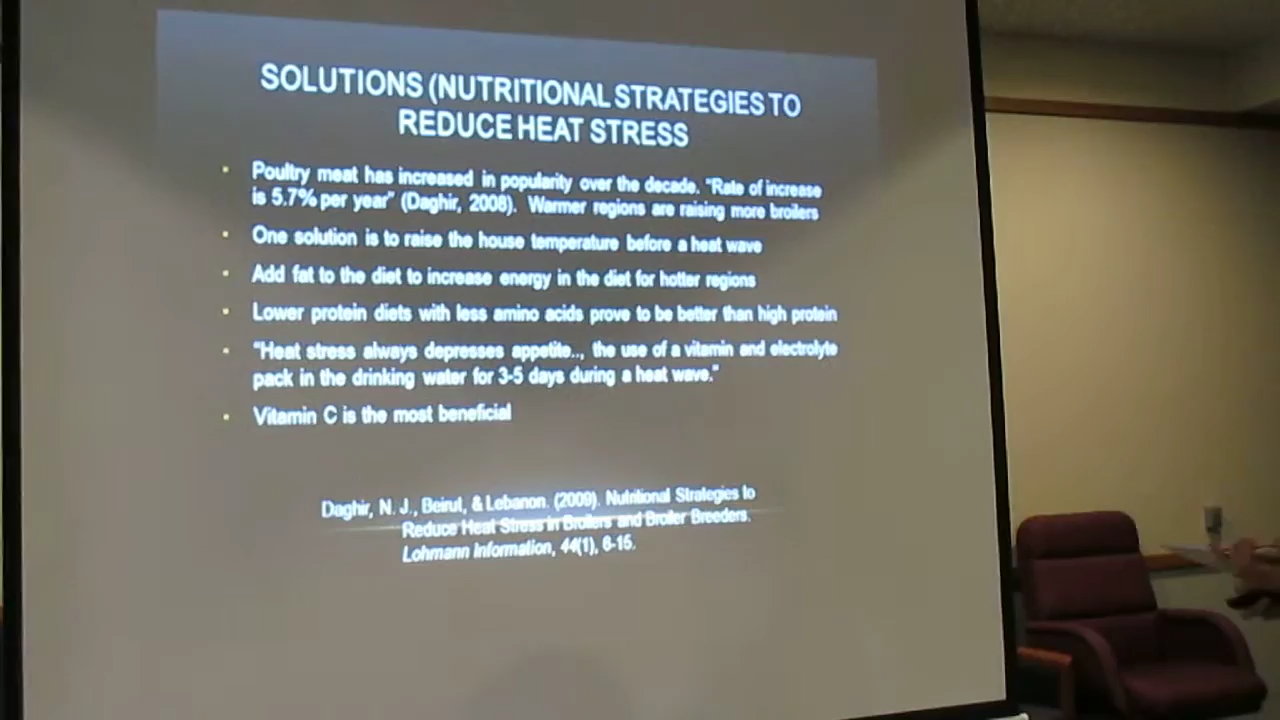 SOLUTIONS (NUTRITIONAL STRATEGIES TO
REDUCE HEAT STRESS
• Poultry meat has increased in popularity over the decade. "Rate of increase
is 5.7% per year" (Daghir, 2008). Warmer regions are raising more broilers
• One solution is to raise the house temperature before a heat wave
• Add fat to the diet to increase energy in the diet for hotter regions
• Lower protein diets with less amino acids prove to be better than high protein
• "Heat stress always depresses appetite.., the use of a vitamin and electrolyte
pack in the drinking water for 3-5 days during a heat wave."
• Vitamin C is the most beneficial
Daghir, N. J., Beirut, & Lebanon. (2009). Nutritional Strategies to
Reduce Heat Stress in Broilers and Broiler Breeders.
Lohmann Information, 44(1), 6-15.